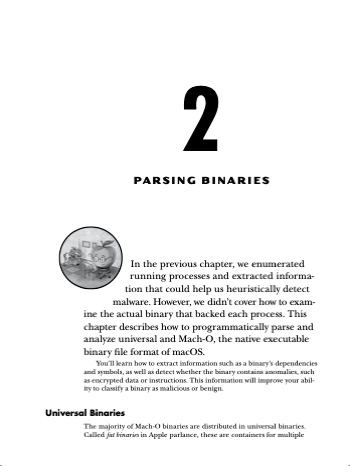 2
PARSING BINARIES
In the previous chapter, we enumerated
running processes and extracted informa-
tion that could help us heuristically detect
malware. However, we didn't cover how to exam-
ine the actual binary that backed each process. This
chapter describes how to programmatically parse and
analyze universal and Mach-O, the native executable
binary file format of macOS.
You'll learn how to extract information such as a binary's dependencies
and symbols, as well as detect whether the binary contains anomalies, such
as encrypted data or instructions. This information will improve your abil-
ity to classify a binary as malicious or benign.
Universal Binaries
The majority of Mach-O binaries are distributed in universal binaries.
Called fat binaries in Apple parlance, these are containers for multiple